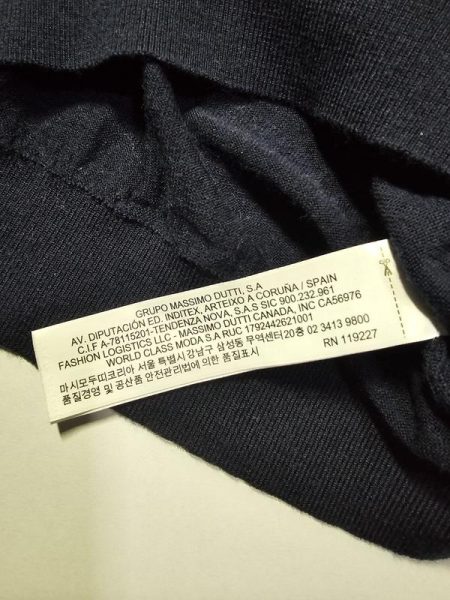 GRUPO MASSIMO DUTTI, S.A
AV. DIPUTACIÓN ED. INDITEX, ARTEIXO A CORUÑA / SPAIN
C.I.F A-78115201-TENDENZA NOVA, S.A.S SIC 900.232.961
FASHION LOGISTICS LLC - MASSIMO DUTTI CANADA, INC CA56976
WORLD CLASS MODA S.A RUC 1792442621001
마시모두띠코리아 서울 특별시강남구 삼성동 무역센터20층 02 3413 9800
품질경영 및 공산품 안전관리법에 의한 품질표시 RN 119227